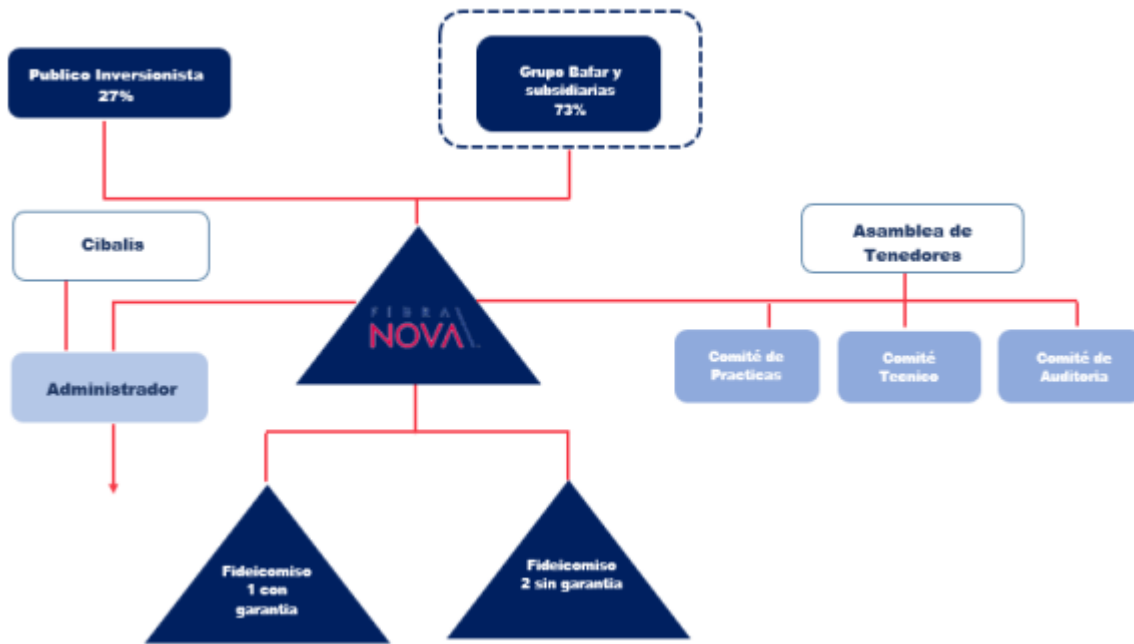 Publico Inversionista
27%
Grupo Bafar y
subsidiarias
73%
Cibalis
Asamblea de
Tenedores
FIBRA
NOVA
Administrador
Comité de
Practicas
Comité
Tecnico
Comité de
Auditoria
Fideicomiso
1 con
garantia
Fideicomiso
2 sin garantia